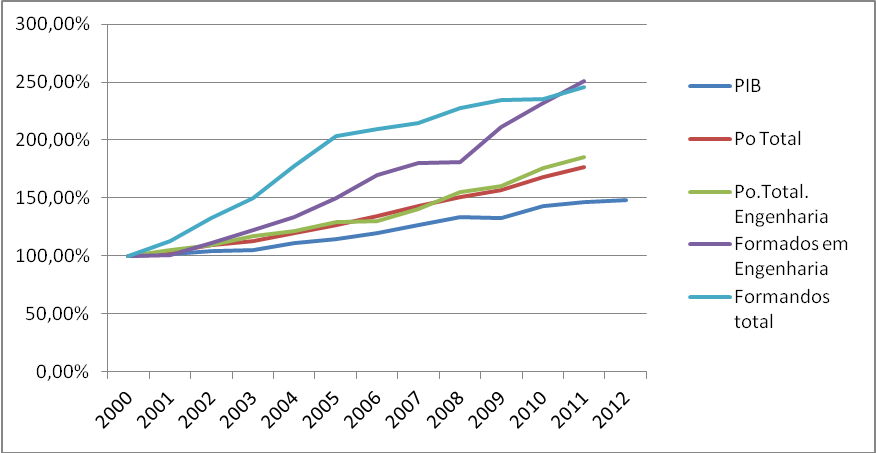 300,00%
250,00%
200,00%
150,00%
100,00%
50,00%
0,00%
2000
2001
2002
2003
2004
2005
2006
2007
2008
2009
2010
2011
2012
PIB
Po Total
Po.Total.
Engenharia
Formados em
Engenharia
Formandos
total